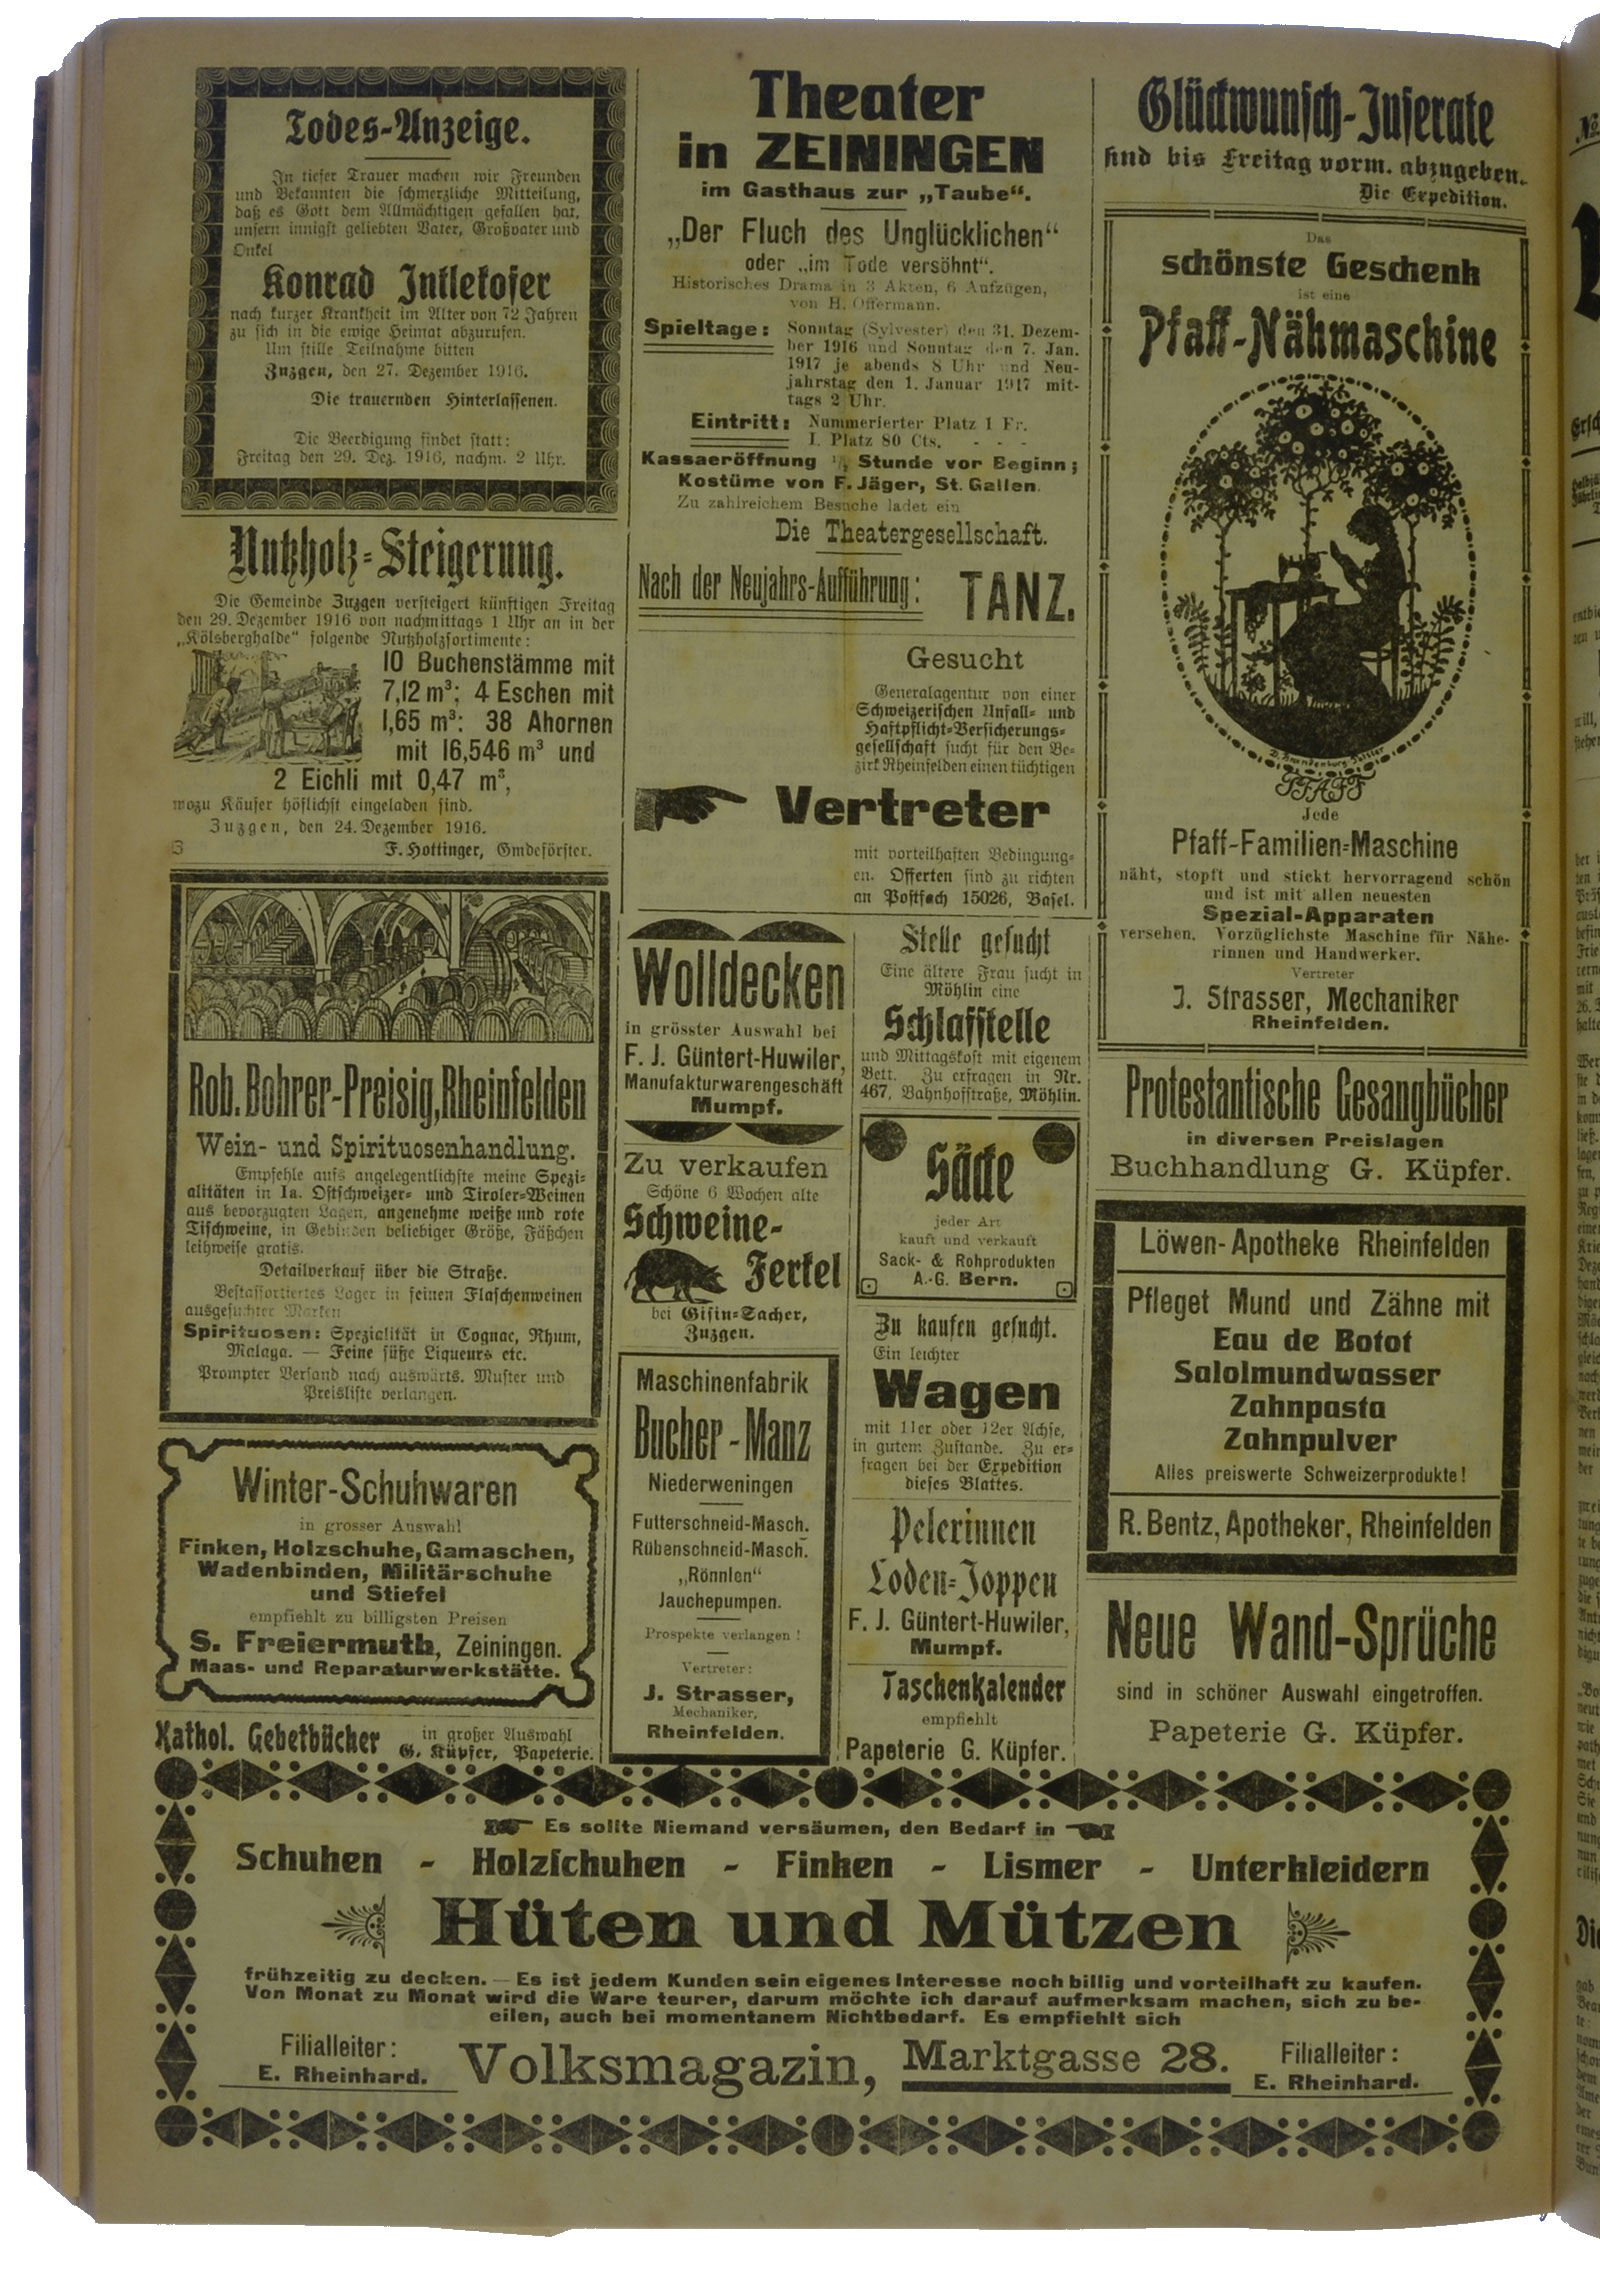 Todes-Anzeige.
In tiefer Trauer machen wir Freunden
und Bekannten die schmerzliche Mitteilung,
daß es Gott dem Allmächtigen gefallen hat,
unsern innigst geliebten Vater, Großvater und
Onkel
Konrad Intlekofer
nach kurzer Krankheit im Alter von 72 Jahren
zu sich in die ewige Heimat abzurufen.
Um stille Teilnahme bitten
Zuzgen, den 27. Dezember 1916.
Die trauernden Hinterlassenen.
Die Beerdigung findet statt:
Freitag den 29. Dez. 1916, nachm. 2 Uhr.
Nutzholz-Steigerung.
Die Gemeinde Zuzgen versteigert künftigen Freitag
den 29. Dezember 1916 von nachmittags 1 Uhr an in der
„Kölsberghalde“ folgende Nutzholzsortimente:
10 Buchenstämme mit
7,12 m³; 4 Eschen mit
1,65 m³; 38 Ahornen
mit 16,546 m³ und
2 Eichli mit 0,47 m³,
wozu Käufer höflichst eingeladen sind.
Zuzgen, den 24. Dezember 1916.
F. Hottinger, Gmdeförster.
Rob. Bohrer-Preisig, Rheinfelden
Wein- und Spirituosenhandlung.
Empfehle aufs angelegentlichste meine Spezi-
alitäten in Ia. Ostschweizer- und Tiroler-Weinen
aus bevorzugten Lagen, angenehme weiße und rote
Tischweine, in Gebinden beliebiger Größe, Fäßchen
leihweise gratis.
Detailverkauf über die Straße.
Bestassortiertes Lager in feinen Flaschenweinen
ausgesuchter Marken
Spirituosen: Spezialität in Cognac, Rhum,
Malaga. — Feine süße Liqueurs etc.
Prompter Versand nach auswärts. Muster und
Preisliste verlangen.
Winter-Schuhwaren
in grosser Auswahl
Finken, Holzschuhe, Gamaschen,
Wadenbinden, Militärschuhe
und Stiefel
empfiehlt zu billigsten Preisen
S. Freiermuth, Zeiningen.
Maas- und Reparaturwerkstätte.
Kathol. Gebetbücher in großer Auswahl
G. Küpfer, Papeterie.
Theater
in ZEININGEN
im Gasthaus zur „Taube“.
„Der Fluch des Unglücklichen“
oder „im Tode versöhnt“.
Historisches Drama in 3 Akten, 6 Aufzügen,
von H. Offermann.
Spieltage: Sonntag (Sylvester) den 31. Dezem-
ber 1916 und Sonntag den 7. Jan.
1917 je abends 8 Uhr und Neu-
jahrstag den 1. Januar 1917 mit-
tags 2 Uhr.
Eintritt: Nummerierter Platz 1 Fr.
I. Platz 80 Cts. - - -
Kassaeröffnung ½ Stunde vor Beginn;
Kostüme von F. Jäger, St. Gallen.
Zu zahlreichem Besuche ladet ein
Die Theatergesellschaft.
Nach der Neujahrs-Aufführung: TANZ.
Gesucht
Generalagentur von einer
Schweizerischen Unfall- und
Haftpflicht-Versicherungs-
gesellschaft sucht für den Be-
zirk Rheinfelden einen tüchtigen
Vertreter
mit vorteilhaften Bedingung-
en. Offerten sind zu richten
an Postfach 15026, Basel.
Wolldecken
in grösster Auswahl bei
F. J. Güntert-Huwiler,
Manufakturwarengeschäft
Mumpf.
Zu verkaufen
Schöne 6 Wochen alte
Schweine-
Ferkel
bei Gisin-Sacher,
Zuzgen.
Maschinenfabrik
Bucher-Manz
Niederweningen
Futterschneid-Masch.
Rübenschneid-Masch.
„Rönnlen“
Jauchepumpen.
Prospekte verlangen!
Vertreter:
J. Strasser,
Mechaniker,
Rheinfelden.
Stelle gesucht
Eine ältere Frau sucht in
Möhlin eine
Schlafstelle
und Mittagskost mit eigenem
Bett. Zu erfragen in Nr.
467, Bahnhofstraße, Möhlin.
Säcke
jeder Art
kauft und verkauft
Sack- & Rohprodukten
A.-G. Bern.
Zu kaufen gesucht.
Ein leichter
Wagen
mit 11er oder 12er Achse,
in gutem Zustande. Zu er-
fragen bei der Expedition
dieses Blattes.
Pelerinnen
Loden-Joppen
F. J. Güntert-Huwiler,
Mumpf.
Taschenkalender
empfiehlt
Papeterie G. Küpfer.
Glückwunsch-Inserate
sind bis Freitag vorm. abzugeben.
Die Expedition.
Das
schönste Geschenk
ist eine
Pfaff-Nähmaschine
PFAFF
Jede
Pfaff-Familien-Maschine
näht, stopft und stickt hervorragend schön
und ist mit allen neuesten
Spezial-Apparaten
versehen. Vorzüglichste Maschine für Nähe-
rinnen und Handwerker.
Vertreter
J. Strasser, Mechaniker
Rheinfelden.
Protestantische Gesangbücher
in diversen Preislagen
Buchhandlung G. Küpfer.
Löwen-Apotheke Rheinfelden
Pfleget Mund und Zähne mit
Eau de Botot
Salolmundwasser
Zahnpasta
Zahnpulver
Alles preiswerte Schweizerprodukte!
R. Bentz, Apotheker, Rheinfelden
Neue Wand-Sprüche
sind in schöner Auswahl eingetroffen.
Papeterie G. Küpfer.
Es sollte Niemand versäumen, den Bedarf in
Schuhen - Holzschuhen - Finken - Lismer - Unterkleidern
Hüten und Mützen
frühzeitig zu decken. — Es ist jedem Kunden sein eigenes Interesse noch billig und vorteilhaft zu kaufen.
Von Monat zu Monat wird die Ware teurer, darum möchte ich darauf aufmerksam machen, sich zu be-
eilen, auch bei momentanem Nichtbedarf. Es empfiehlt sich
Filialleiter:
E. Rheinhard.
Volksmagazin, Marktgasse 28.
Filialleiter:
E. Rheinhard.